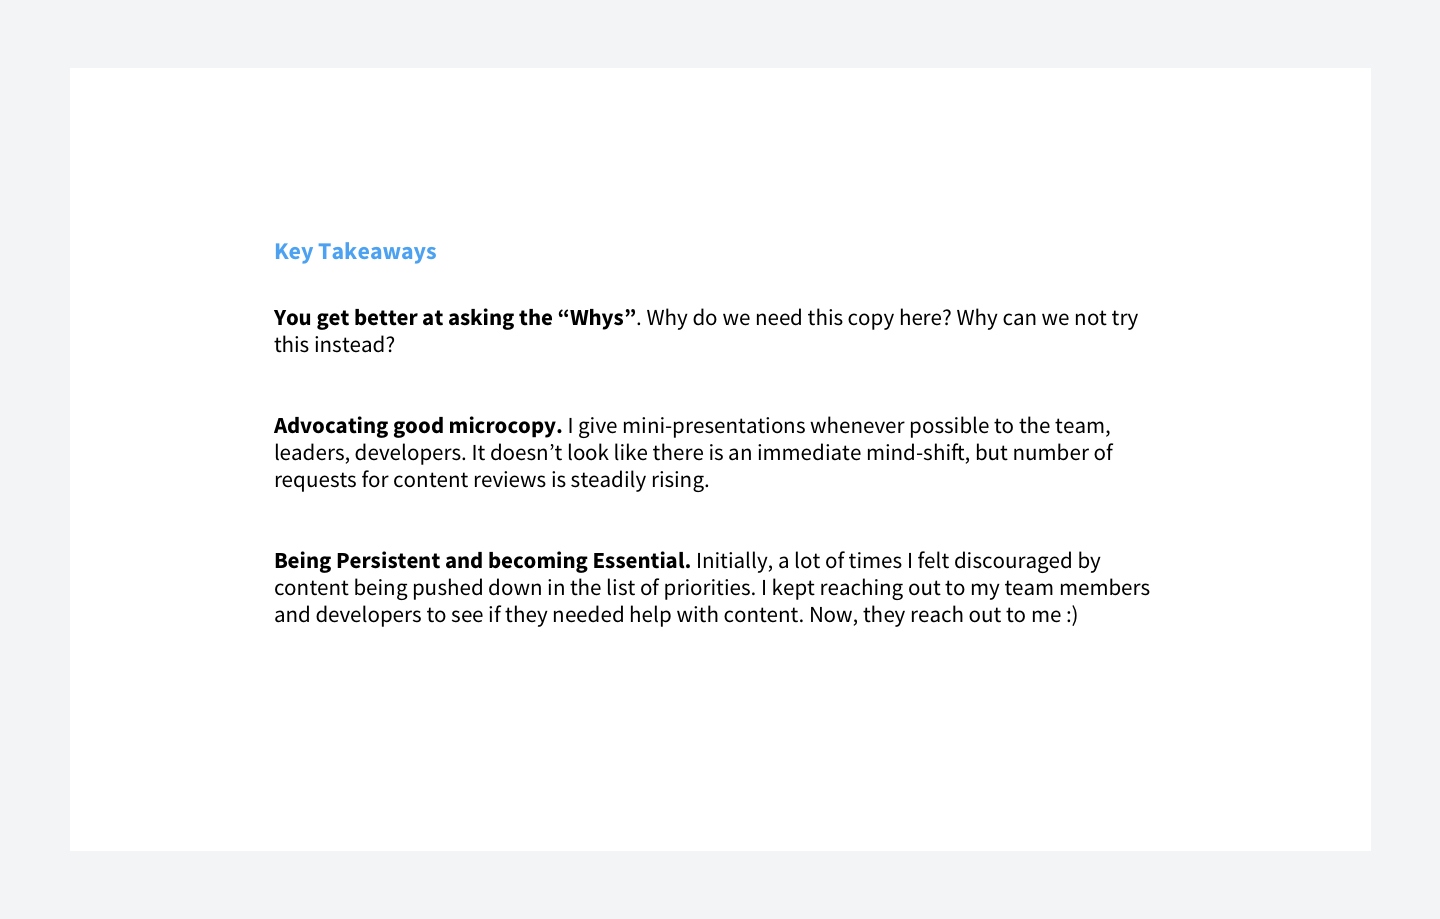 Key Takeaways
You get better at asking the “Whys”. Why do we need this copy here? Why can we not try
this instead?
Advocating good microcopy. I give mini-presentations whenever possible to the team,
leaders, developers. It doesn’t look like there is an immediate mind-shift, but number of
requests for content reviews is steadily rising.
Being Persistent and becoming Essential. Initially, a lot of times I felt discouraged by
content being pushed down in the list of priorities. I kept reaching out to my team members
and developers to see if they needed help with content. Now, they reach out to me :)